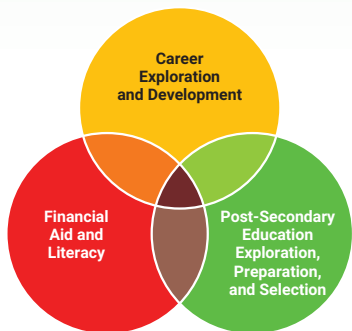 Career
Exploration
and Development
Financial
Aid and
Literacy
Post-Secondary
Education
Exploration,
Preparation,
and Selection